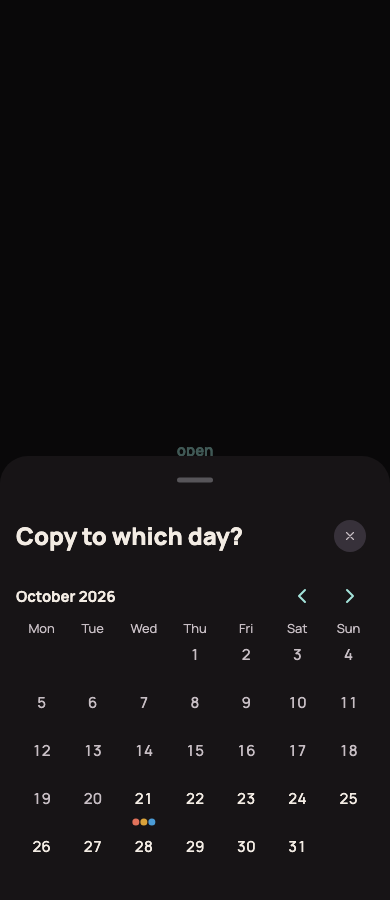 open
Copy to which day?
October 2026
Mon Tue Wed Thu Fri Sat Sun
1 2 3 4
5 6 7 8 9 10 11
12 13 14 15 16 17 18
19 20 21 22 23 24 25
26 27 28 29 30 31